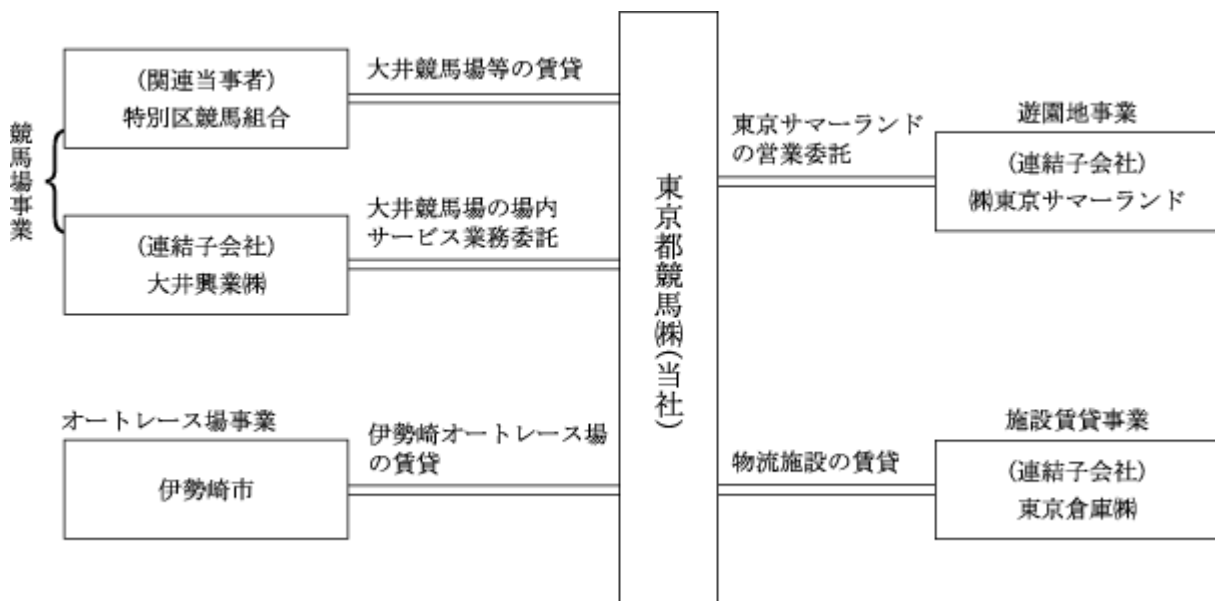 競馬場事業
(関連当事者)
特別区競馬組合
大井競馬場等の賃貸
(連結子会社)
大井興業㈱
大井競馬場の場内
サービス業務委託
オートレース場事業
伊勢崎市
伊勢崎オートレース場
の賃貸
東京都競馬㈱(当社)
東京サマーランド
の営業委託
遊園地事業
(連結子会社)
㈱東京サマーランド
物流施設の賃貸
施設賃貸事業
(連結子会社)
東京倉庫㈱